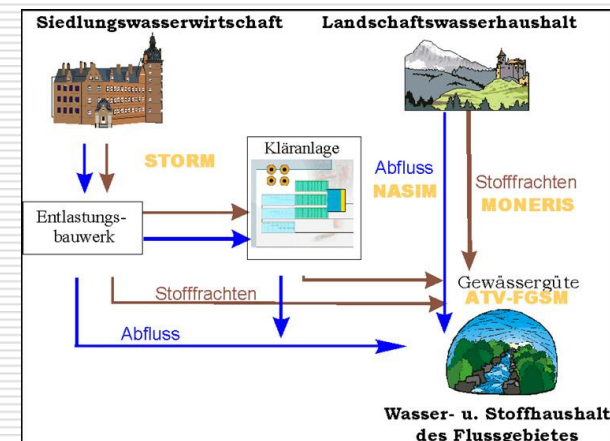 Siedlungswasserwirtschaft
Landschaftswasserhaushalt
STORM
Kläranlage
Abfluss
NASIM
Stofffrachten
MONERIS
Entlastungs-
bauwerk
Stofffrachten
Gewässergüte
ATV-FGSM
Abfluss
Wasser- u. Stoffhaushalt
des Flussgebietes